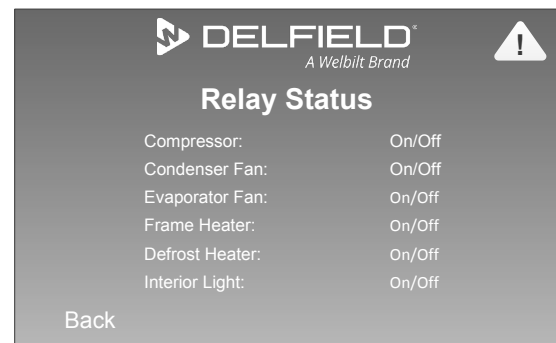 DELFIELD®
A Welbilt Brand
!
Relay Status
Compressor: On/Off
Condenser Fan: On/Off
Evaporator Fan: On/Off
Frame Heater: On/Off
Defrost Heater: On/Off
Interior Light: On/Off
Back